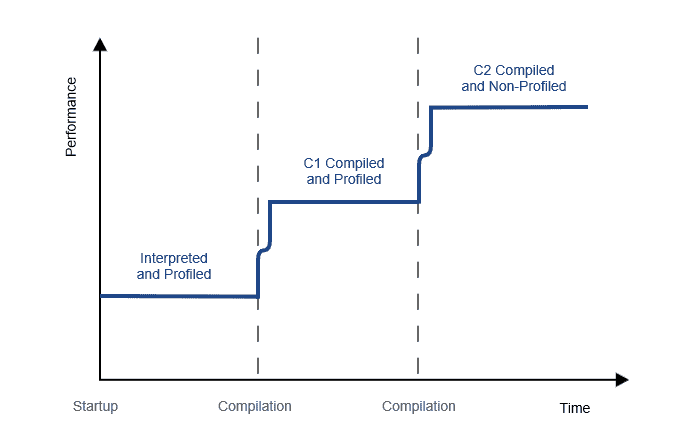 Performance
C2 Compiled
and Non-Profiled
C1 Compiled
and Profiled
Interpreted
and Profiled
Startup
Compilation
Compilation
Time